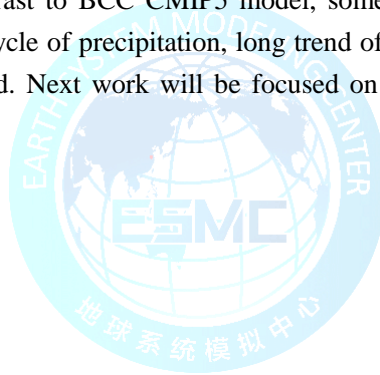 rast to BCC CMIP5 model, some
ycle of precipitation, long trend of
d. Next work will be focused on
EARTH SYSTEM MODELING CENTER
ESMC
地球系统模拟中心